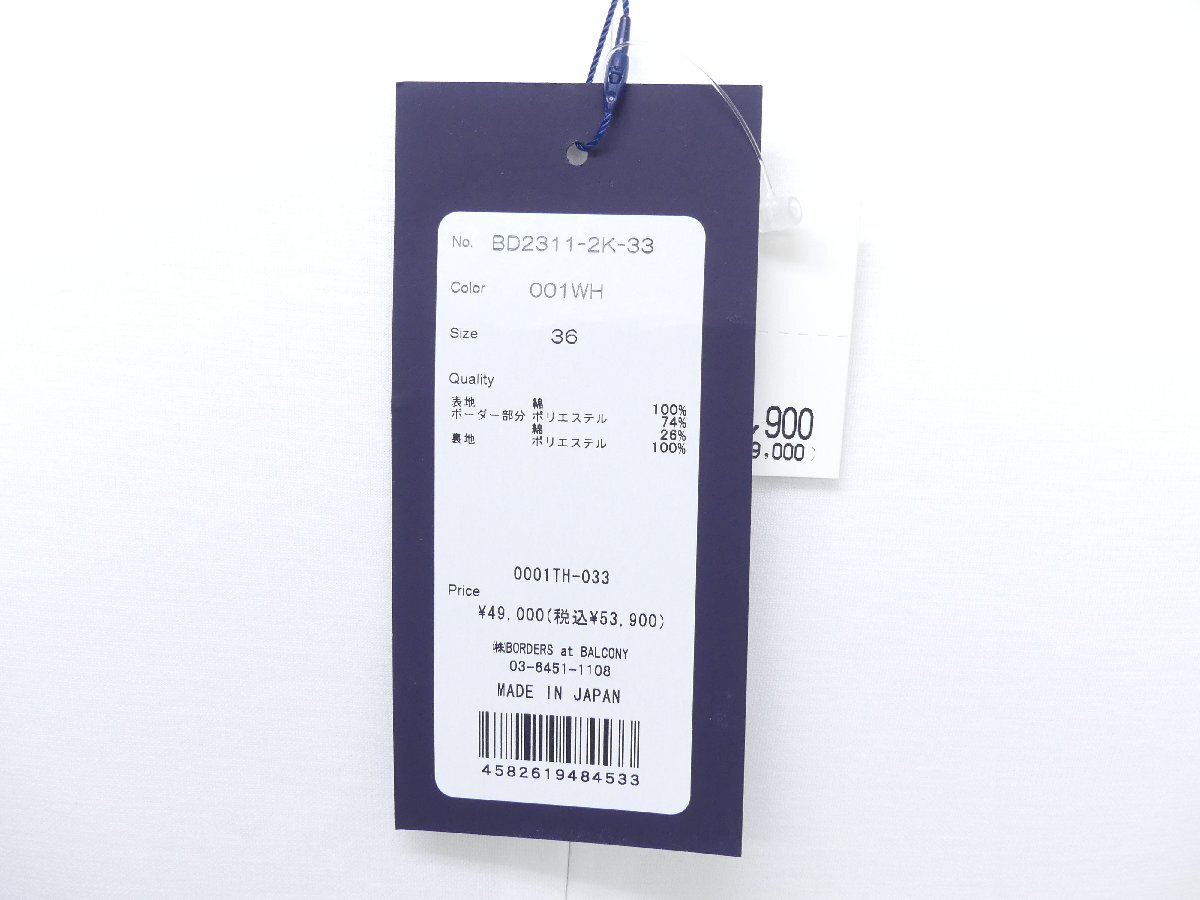 No. BD2311-2K-33
Color 001WH
Size 36
Quality
表地 綿 100%
ボーダー部分 ポリエステル 74%
綿 26%
裏地 ポリエステル 100%
0001TH-033
Price
¥49,000(税込¥53,900)
㈱BORDERS at BALCONY
03-6451-1108
MADE IN JAPAN
4582619484533
,900
9,000)